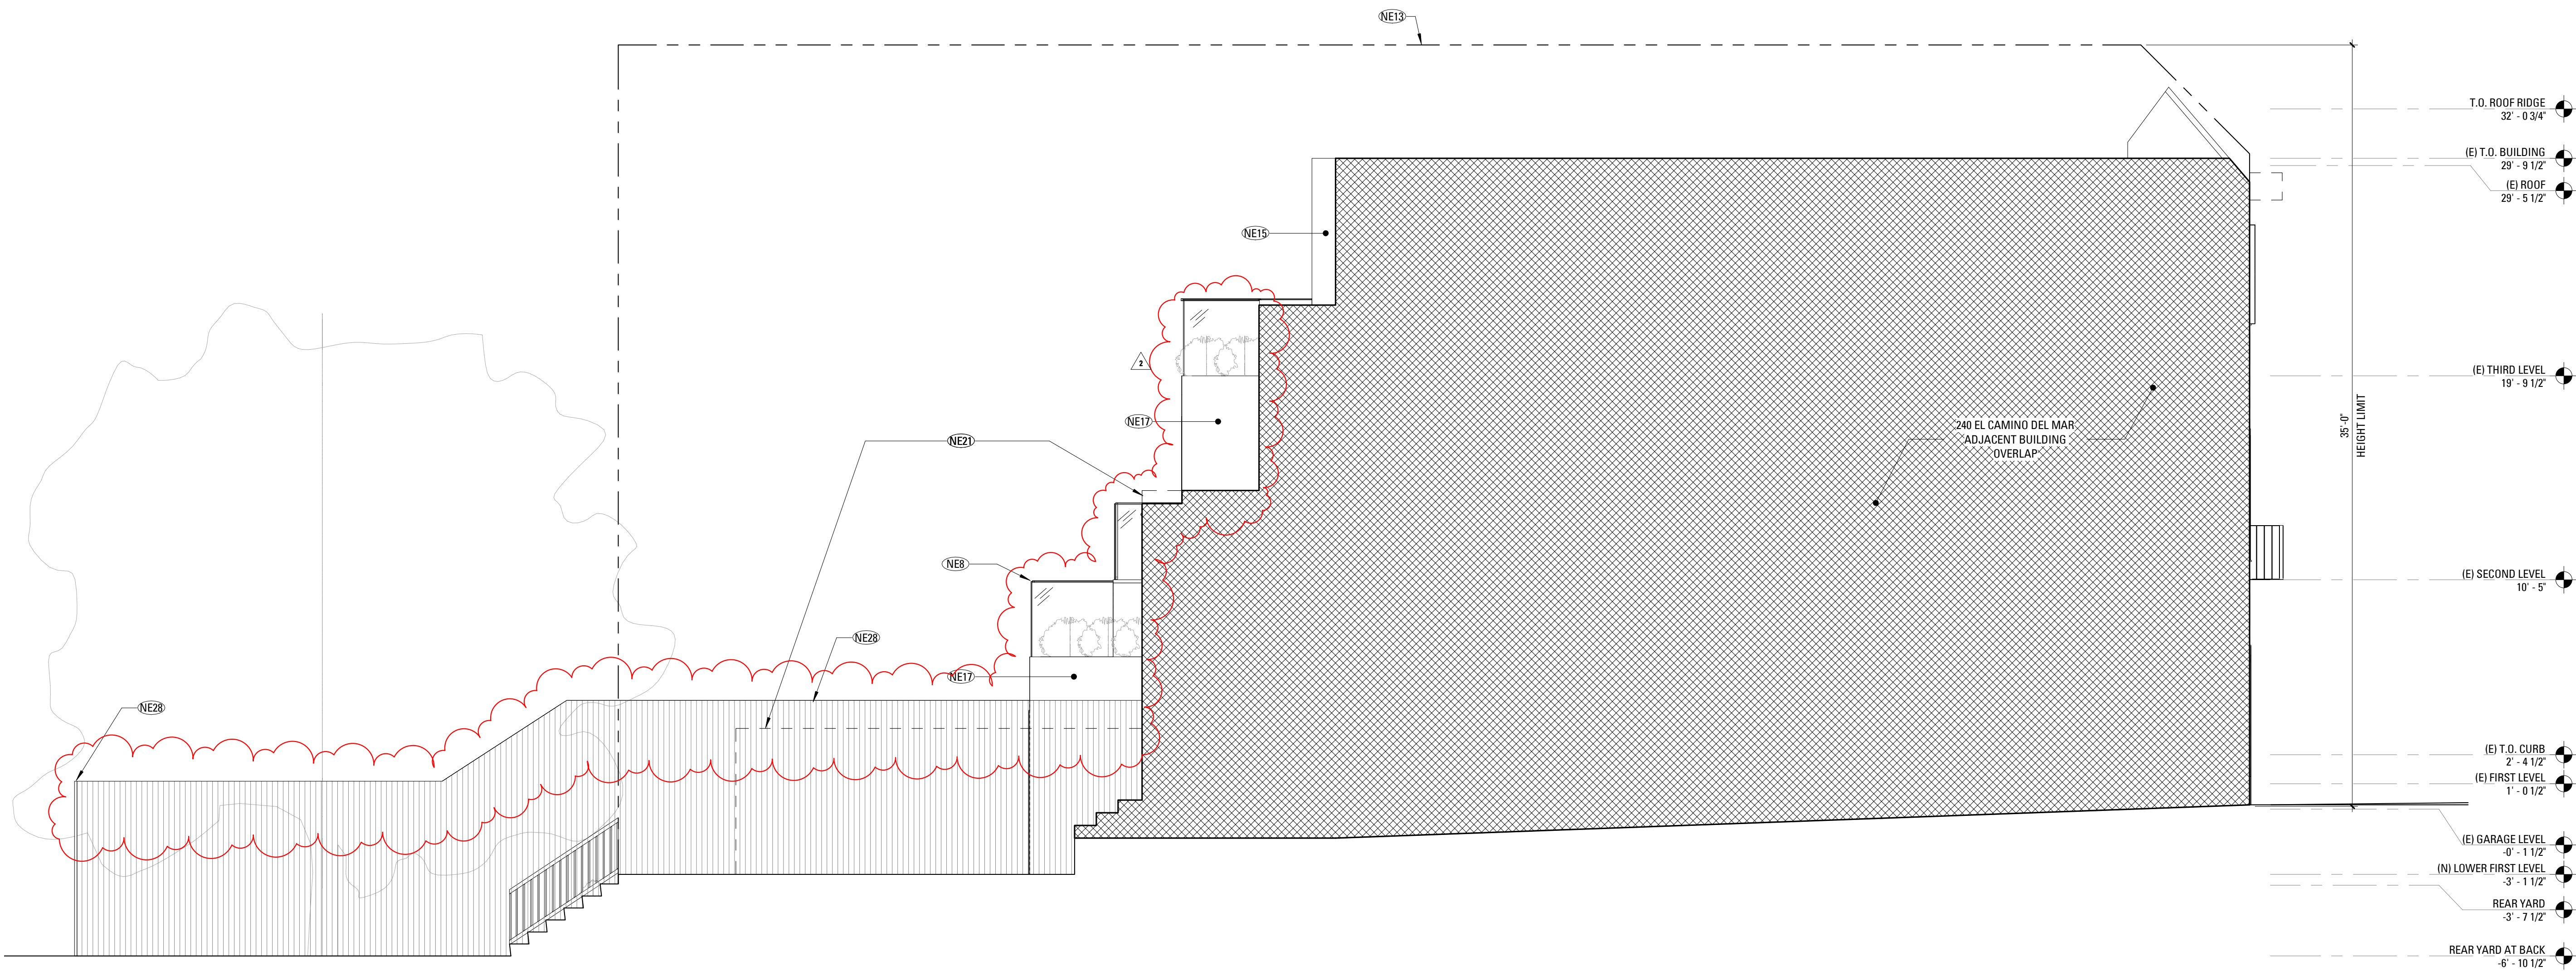 NE13
T.O. ROOF RIDGE
32' - 0 3/4"
(E) T.O. BUILDING
29' - 9 1/2"
(E) ROOF
29' - 5 1/2"
NE15
2
(E) THIRD LEVEL
19' - 9 1/2"
NE17
35'-0"
HEIGHT LIMIT
240 EL CAMINO DEL MAR
ADJACENT BUILDING
OVERLAP
NE21
NE8
(E) SECOND LEVEL
10' - 5"
NE28
NE17
NE28
(E) T.O. CURB
2' - 4 1/2"
(E) FIRST LEVEL
1' - 0 1/2"
(E) GARAGE LEVEL
-0' - 1 1/2"
(N) LOWER FIRST LEVEL
-3' - 1 1/2"
REAR YARD
-3' - 7 1/2"
REAR YARD AT BACK
-6' - 10 1/2"